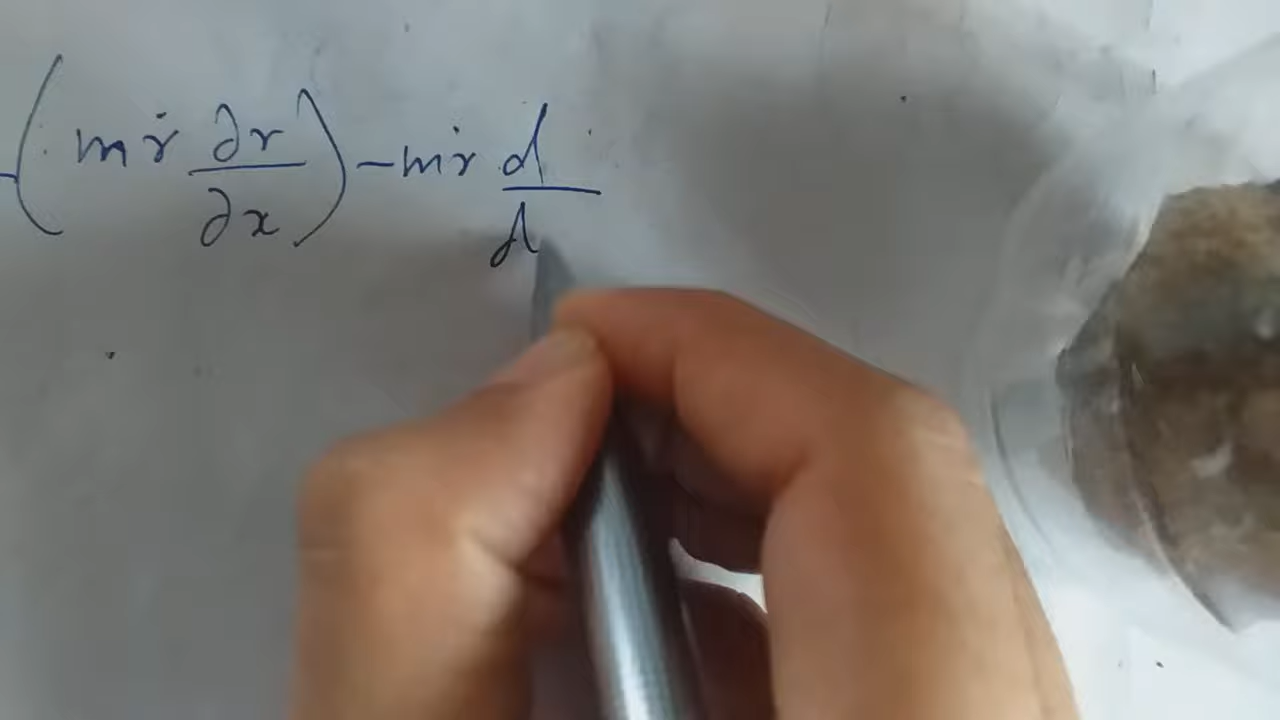 -(mṙ ∂r/∂x) - mṙ d/d